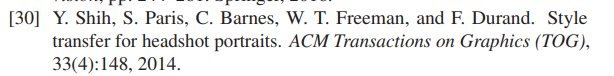 [30] Y. Shih, S. Paris, C. Barnes, W. T. Freeman, and F. Durand. Style
transfer for headshot portraits. ACM Transactions on Graphics (TOG),
33(4):148, 2014.